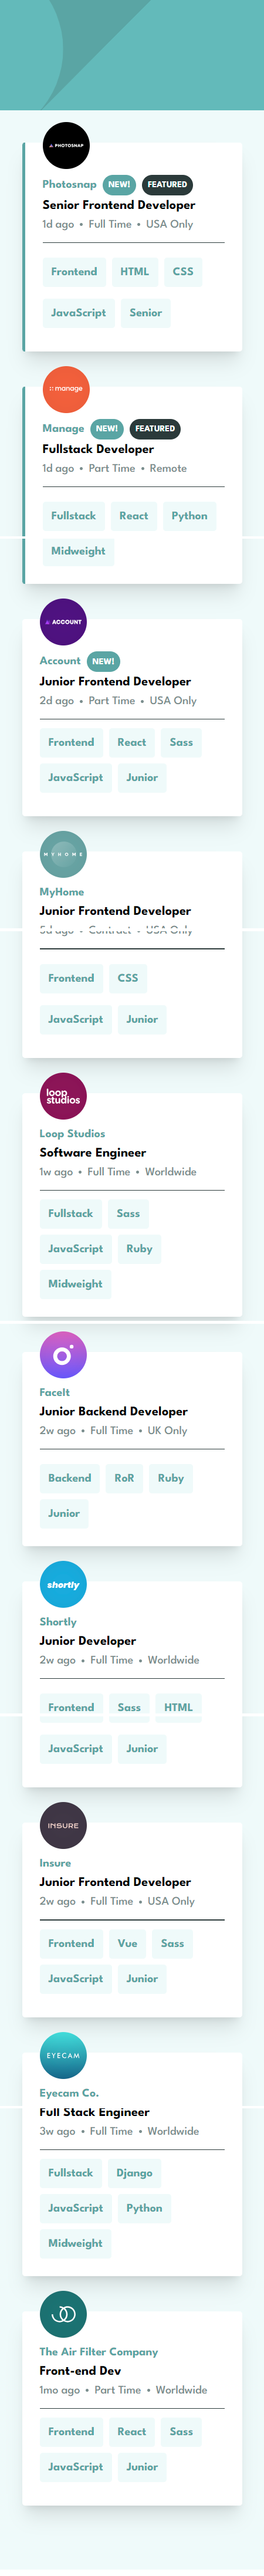 PHOTOSNAP
Photosnap NEW! FEATURED
Senior Frontend Developer
1d ago • Full Time • USA Only
Frontend HTML CSS
JavaScript Senior
manage
Manage NEW! FEATURED
Fullstack Developer
1d ago • Part Time • Remote
Fullstack React Python
Midweight
ACCOUNT
Account NEW!
Junior Frontend Developer
2d ago • Part Time • USA Only
Frontend React Sass
JavaScript Junior
MYHOME
MyHome
Junior Frontend Developer
5d ago • Contract • USA Only
Frontend CSS
JavaScript Junior
loop
studios
Loop Studios
Software Engineer
1w ago • Full Time • Worldwide
Fullstack Sass
JavaScript Ruby
Midweight
FaceIt
Junior Backend Developer
2w ago • Full Time • UK Only
Backend RoR Ruby
Junior
shortly
Shortly
Junior Developer
2w ago • Full Time • Worldwide
Frontend Sass HTML
JavaScript Junior
INSURE
Insure
Junior Frontend Developer
2w ago • Full Time • USA Only
Frontend Vue Sass
JavaScript Junior
EYECAM
Eyecam Co.
Full Stack Engineer
3w ago • Full Time • Worldwide
Fullstack Django
JavaScript Python
Midweight
The Air Filter Company
Front-end Dev
1mo ago • Part Time • Worldwide
Frontend React Sass
JavaScript Junior